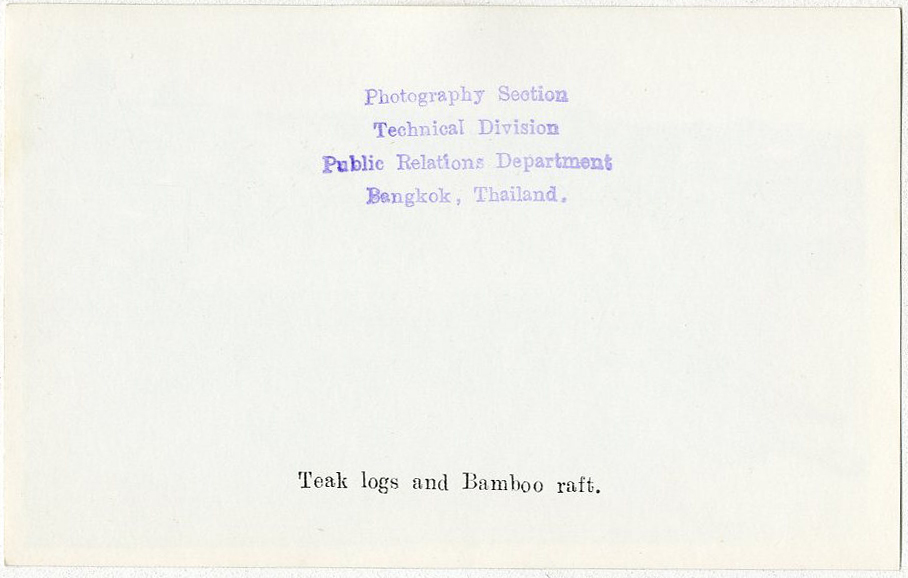 Photography Section
Technical Division
Public Relations Department
Bangkok, Thailand.
Teak logs and Bamboo raft.